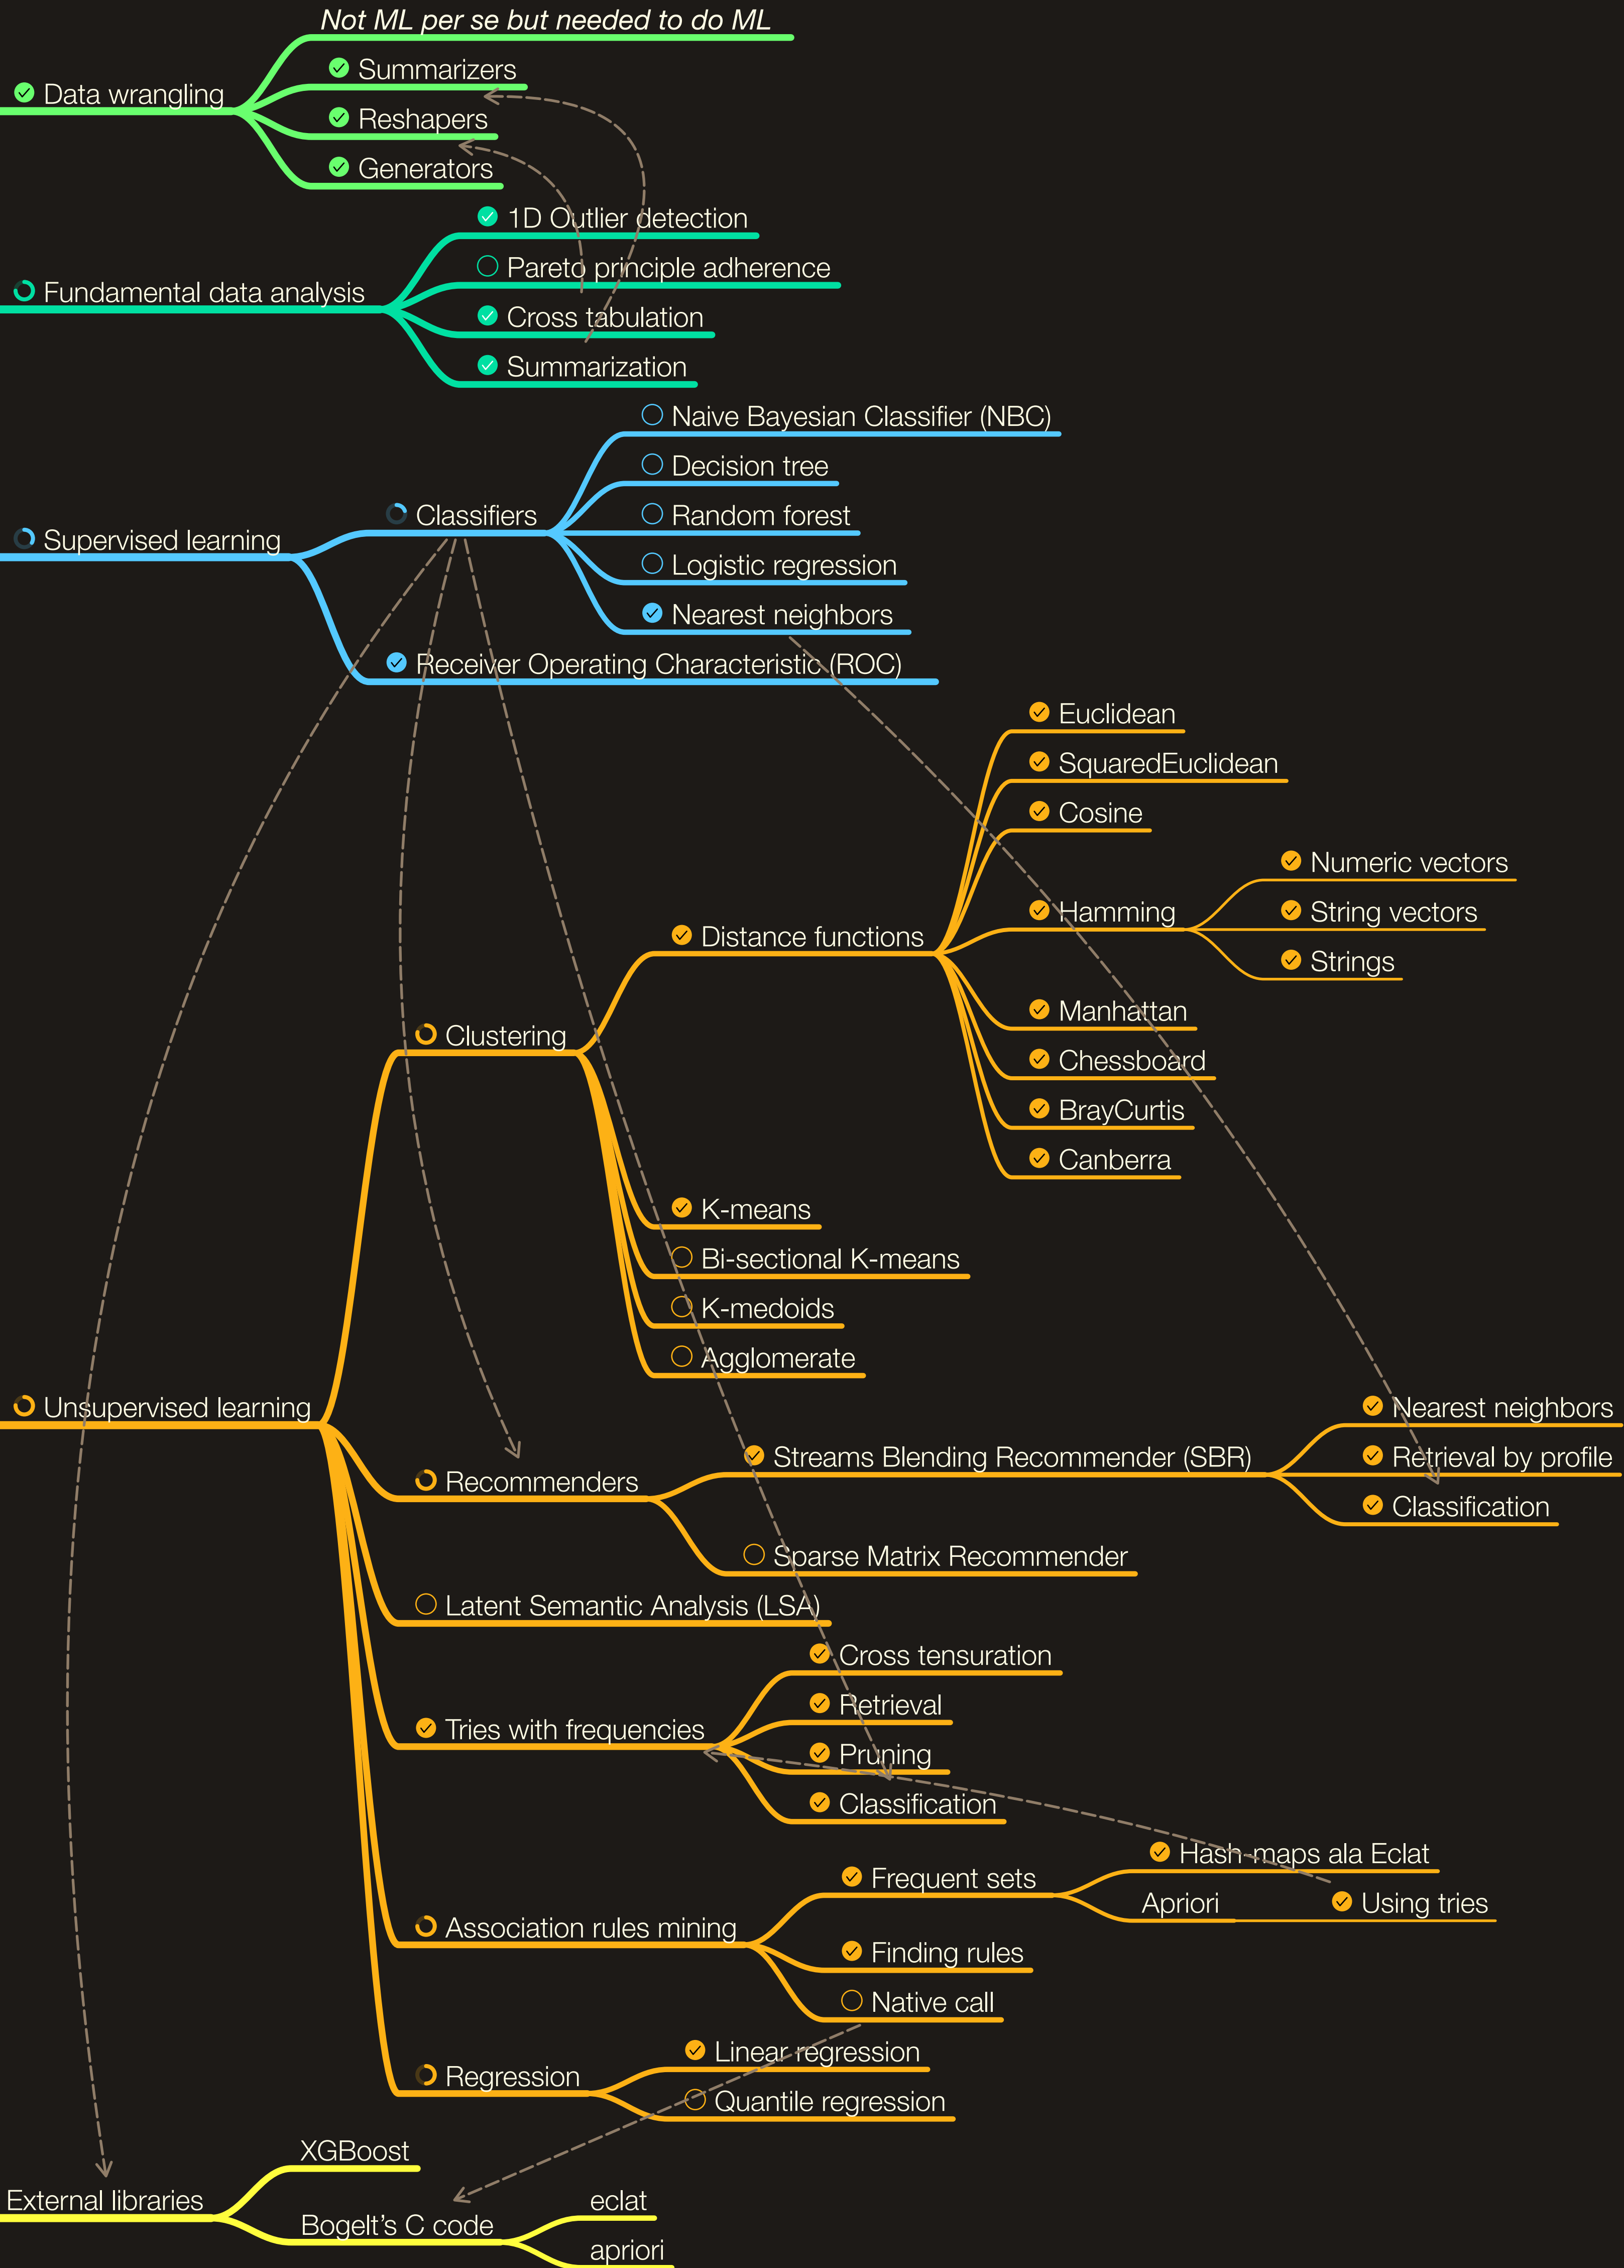 Not ML per se but needed to do ML
Summarizers
Data wrangling
Reshapers
Generators
1D Outlier detection
Pareto principle adherence
Fundamental data analysis
Cross tabulation
Summarization
Naive Bayesian Classifier (NBC)
Decision tree
Classifiers
Random forest
Supervised learning
Logistic regression
Nearest neighbors
Receiver Operating Characteristic (ROC)
Euclidean
SquaredEuclidean
Cosine
Numeric vectors
Hamming
String vectors
Distance functions
Strings
Manhattan
Clustering
Chessboard
BrayCurtis
Canberra
K-means
Bi-sectional K-means
K-medoids
Agglomerate
Unsupervised learning
Nearest neighbors
Streams Blending Recommender (SBR)
Retrieval by profile
Recommenders
Classification
Sparse Matrix Recommender
Latent Semantic Analysis (LSA)
Cross tensuration
Retrieval
Tries with frequencies
Pruning
Classification
Hash-maps ala Eclat
Frequent sets
Apriori
Using tries
Association rules mining
Finding rules
Native call
Linear regression
Regression
Quantile regression
XGBoost
External libraries
eclat
Bogelt's C code
apriori